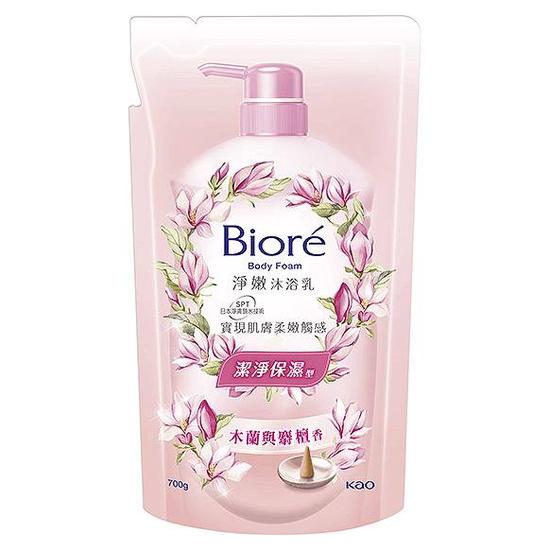 Bioré
Body Foam
淨嫩沐浴乳
SPT
日本淨膚鎖水技術
實現肌膚柔嫩觸感
潔淨保濕型
木蘭與麝檀香
700g
Kao